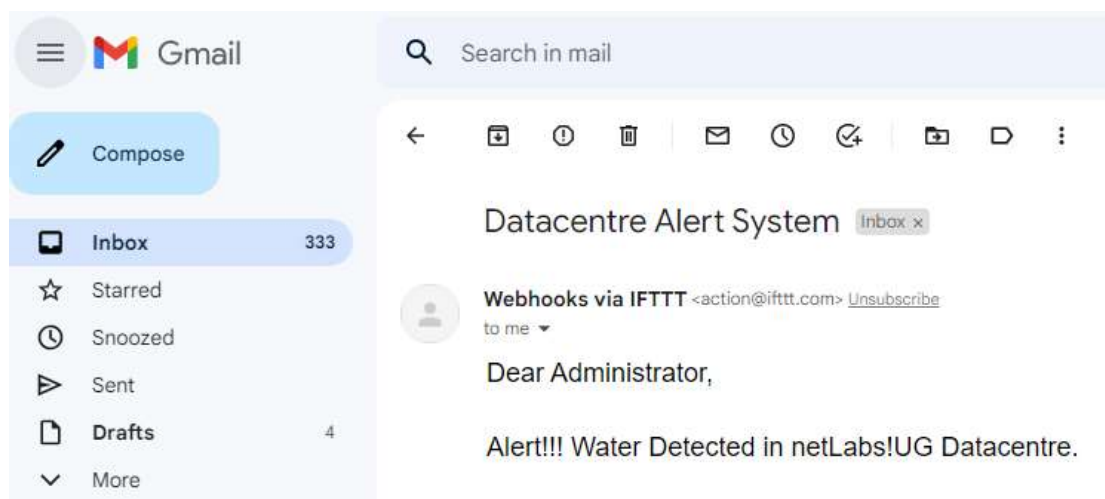 Gmail
Search in mail
Compose
Inbox 333
Starred
Snoozed
Sent
Drafts 4
More
Datacentre Alert System Inbox x
Webhooks via IFTTT <action@ifttt.com> Unsubscribe
to me
Dear Administrator,
Alert!!! Water Detected in netLabs!UG Datacentre.